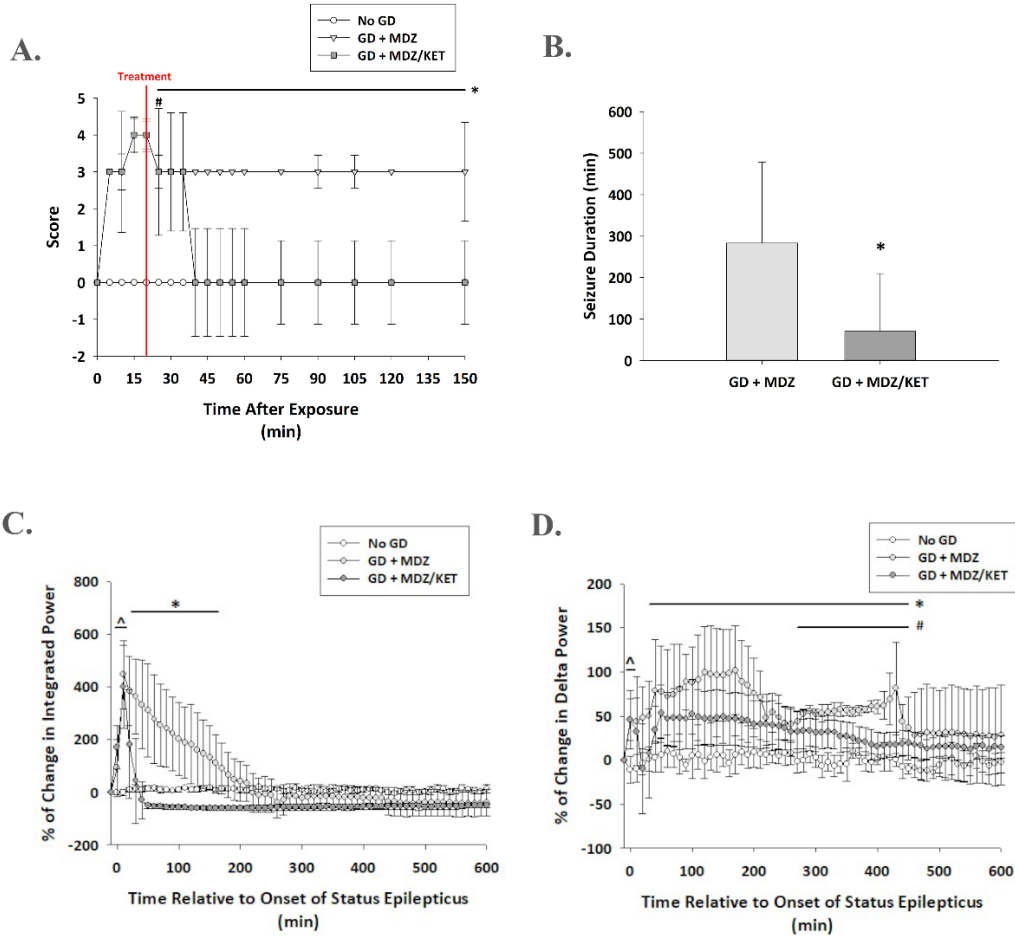 A.
No GD
GD + MDZ
GD + MDZ/KET
Treatment
#
*
5
4
3
2
1
0
-1
-2
Score
0 15 30 45 60 75 90 105 120 135 150
Time After Exposure
(min)
B.
600
500
400
300
200
100
0
Seizure Duration (min)
*
GD + MDZ GD + MDZ/KET
C.
No GD
GD + MDZ
GD + MDZ/KET
800
600
400
200
0
-200
% of Change in Integrated Power
^
*
0 100 200 300 400 500 600
Time Relative to Onset of Status Epilepticus
(min)
D.
No GD
GD + MDZ
GD + MDZ/KET
200
150
100
50
0
-50
-100
% of Change in Delta Power
*
#
^
0 100 200 300 400 500 600
Time Relative to Onset of Status Epilepticus
(min)